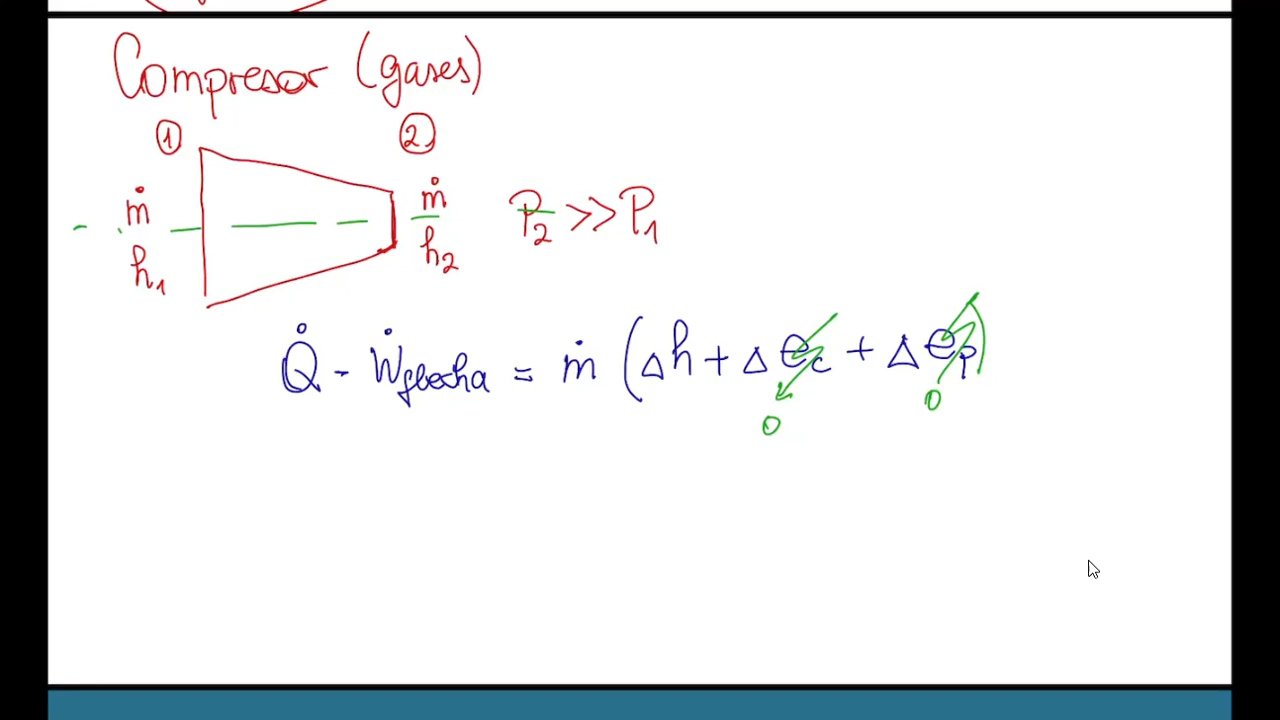 Compresor (gases)
① ②
ṁ ṁ
h₁ h₂
P₂ >> P₁
Q̇ - Ẇflecha = ṁ (Δh + Δec + Δep)
0 0